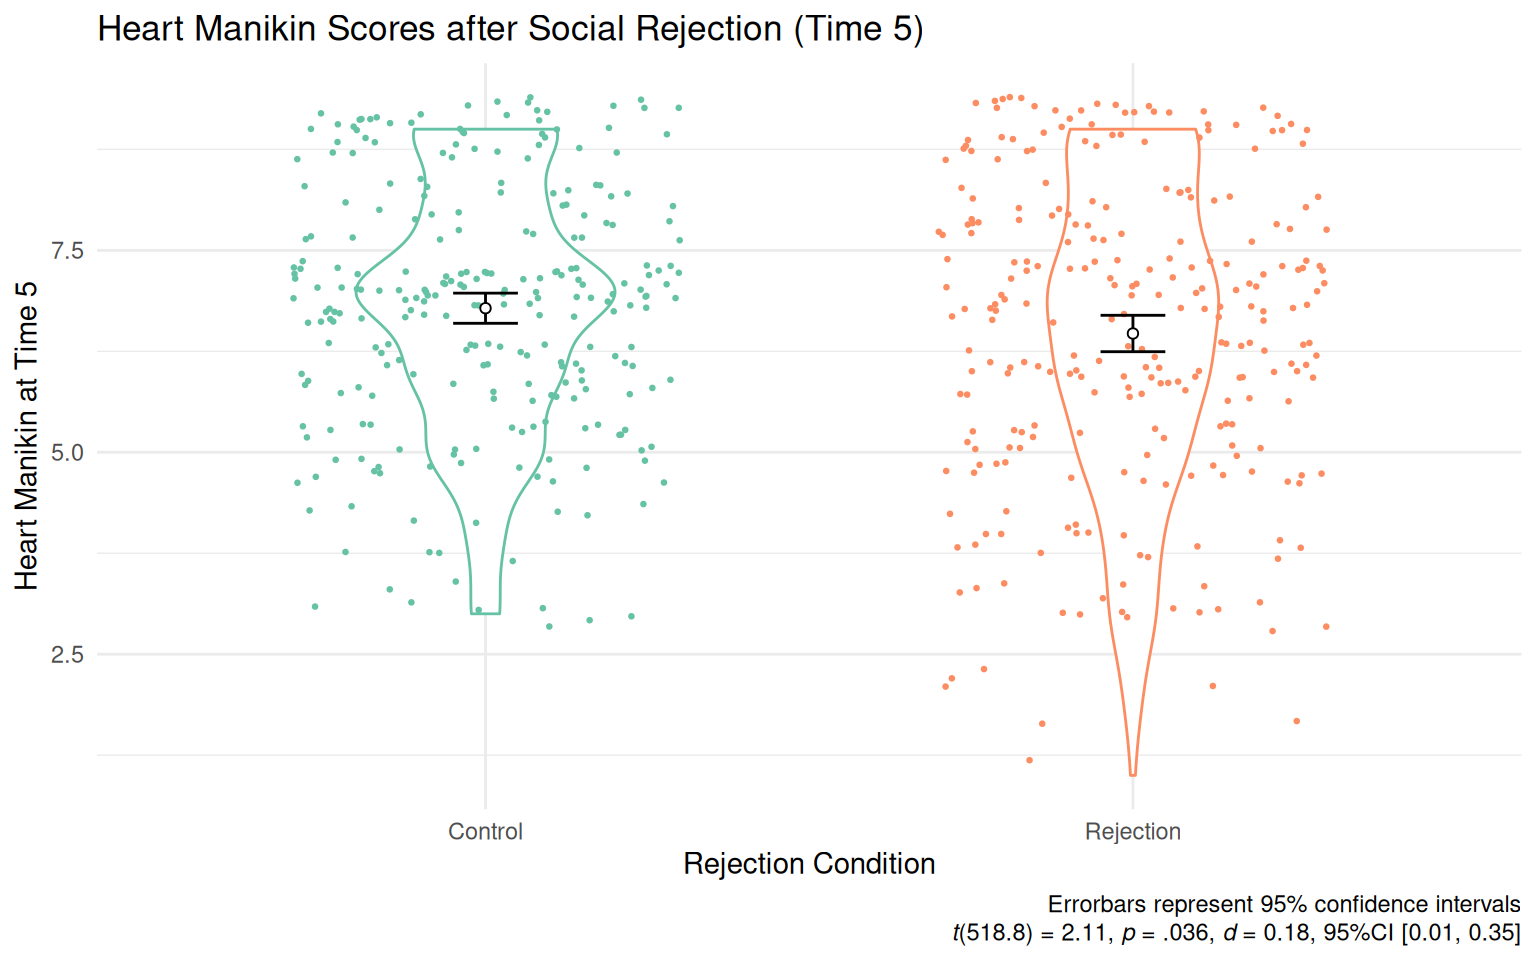 Heart Manikin Scores after Social Rejection (Time 5)
Heart Manikin at Time 5
7.5
5.0
2.5
Control
Rejection
Rejection Condition
Errorbars represent 95% confidence intervals
t(518.8) = 2.11, p = .036, d = 0.18, 95%CI [0.01, 0.35]